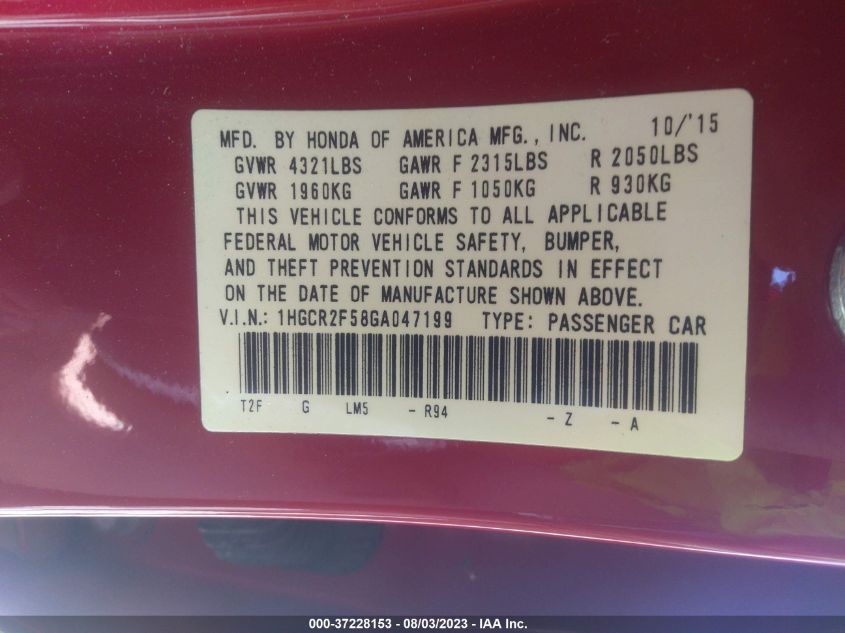 MFD. BY HONDA OF AMERICA MFG., INC. 10/'15
GVWR 4321LBS GAWR F 2315LBS R 2050LBS
GVWR 1960KG GAWR F 1050KG R 930KG
THIS VEHICLE CONFORMS TO ALL APPLICABLE
FEDERAL MOTOR VEHICLE SAFETY, BUMPER,
AND THEFT PREVENTION STANDARDS IN EFFECT
ON THE DATE OF MANUFACTURE SHOWN ABOVE.
V.I.N.: 1HGCR2F58GA047199 TYPE: PASSENGER CAR
T2F G LM5 - R94 - Z - A
000-37228153 - 08/03/2023 - IAA Inc.